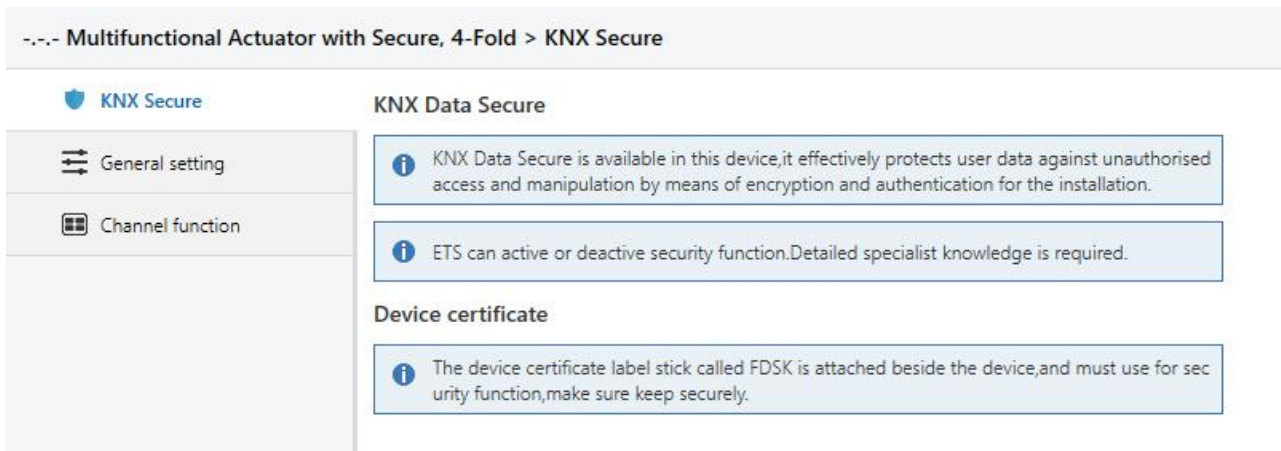 -.-.- Multifunctional Actuator with Secure, 4-Fold > KNX Secure
KNX Secure
General setting
Channel function
KNX Data Secure
KNX Data Secure is available in this device,it effectively protects user data against unauthorised
access and manipulation by means of encryption and authentication for the installation.
ETS can active or deactive security function.Detailed specialist knowledge is required.
Device certificate
The device certificate label stick called FDSK is attached beside the device,and must use for sec
urity function,make sure keep securely.